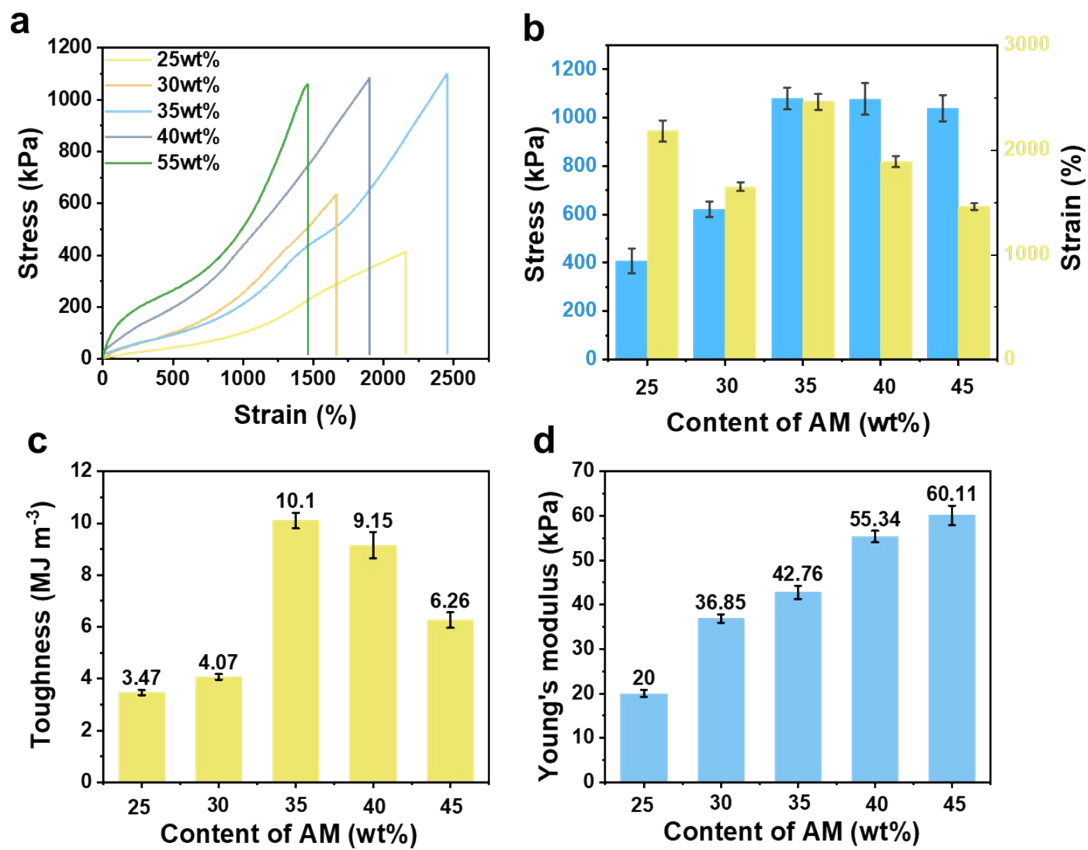 a
1200
1000
800
600
400
200
0
Stress (kPa)
25wt%
30wt%
35wt%
40wt%
55wt%
0 500 1000 1500 2000 2500
Strain (%)
b
1200
1000
800
600
400
200
0
Stress (kPa)
3000
2000
1000
0
Strain (%)
25 30 35 40 45
Content of AM (wt%)
c
12
10
8
6
4
2
0
Toughness (MJ m⁻³)
3.47
4.07
10.1
9.15
6.26
25 30 35 40 45
Content of AM (wt%)
d
70
60
50
40
30
20
10
0
Young's modulus (kPa)
20
36.85
42.76
55.34
60.11
25 30 35 40 45
Content of AM (wt%)